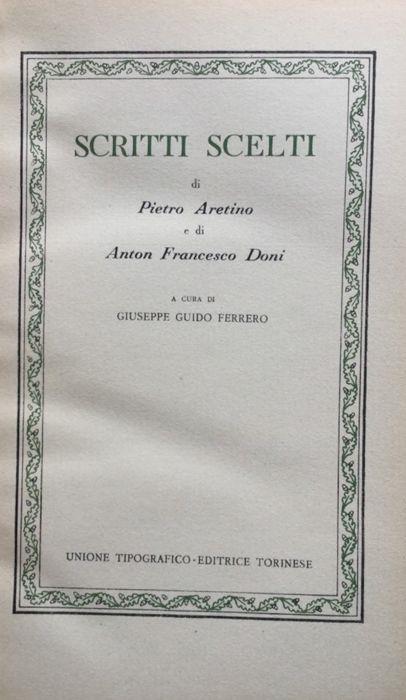 SCRITTI SCELTI
di
Pietro Aretino
e di
Anton Francesco Doni
A CURA DI
GIUSEPPE GUIDO FERRERO
UNIONE TIPOGRAFICO-EDITRICE TORINESE